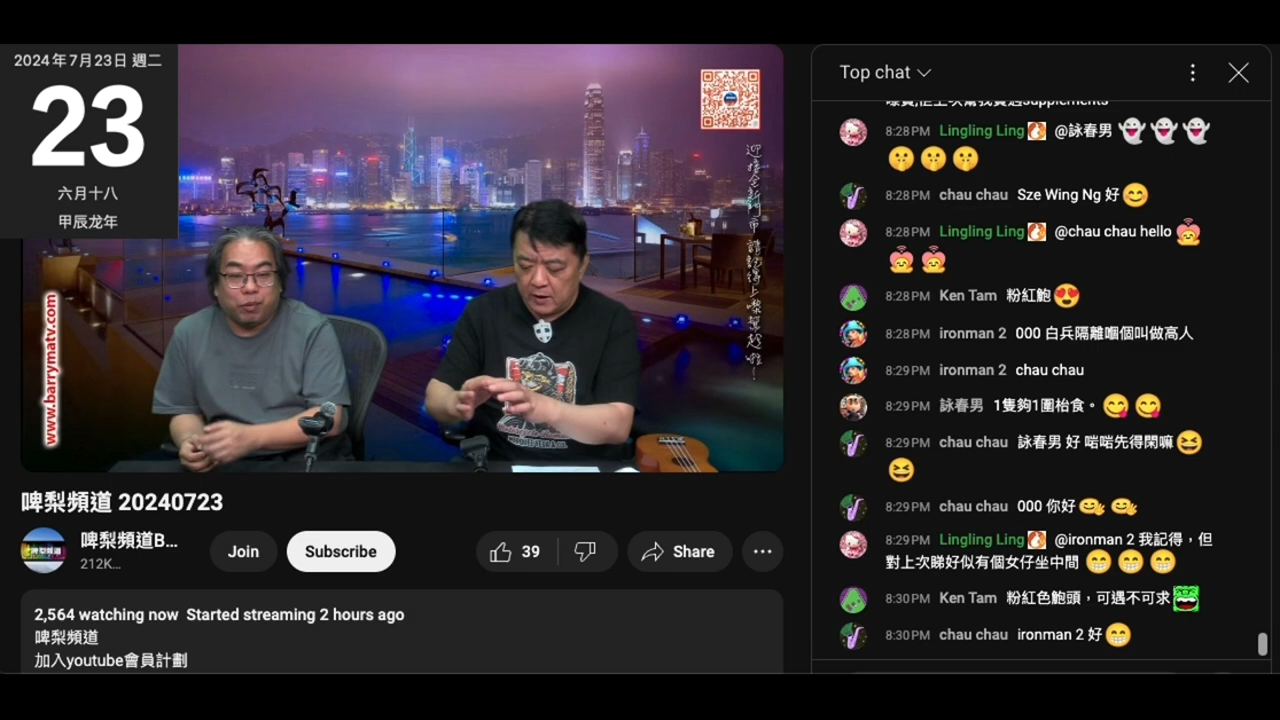 2024年7月23日 週二
23
六月十八
甲辰龙年
www.barrymatv.com
啤梨頻道 20240723
啤梨頻道B...
212K...
Join
Subscribe
39
Share
2,564 watching now Started streaming 2 hours ago
啤梨頻道
加入youtube會員計劃
Top chat
8:28PM Lingling Ling @詠春男 👻👻👻
🤫🤫🤫
8:28PM chau chau Sze Wing Ng 好😊
8:28PM Lingling Ling @chau chau hello
8:28PM Ken Tam 粉紅鮑😍
8:28PM ironman 2 000 白兵隔離嗰個叫做高人
8:29PM ironman 2 chau chau
8:29PM 詠春男 1隻夠1圍枱食。😋😋
8:29PM chau chau 詠春男 好 啱啱先得閑嘛😆
😆
8:29PM chau chau 000 你好
8:29PM Lingling Ling @ironman 2 我記得，但
對上次睇好似有個女仔坐中間 😁😁😁
8:30PM Ken Tam 粉紅色鮑頭，可遇不可求
8:30PM chau chau ironman 2 好😁